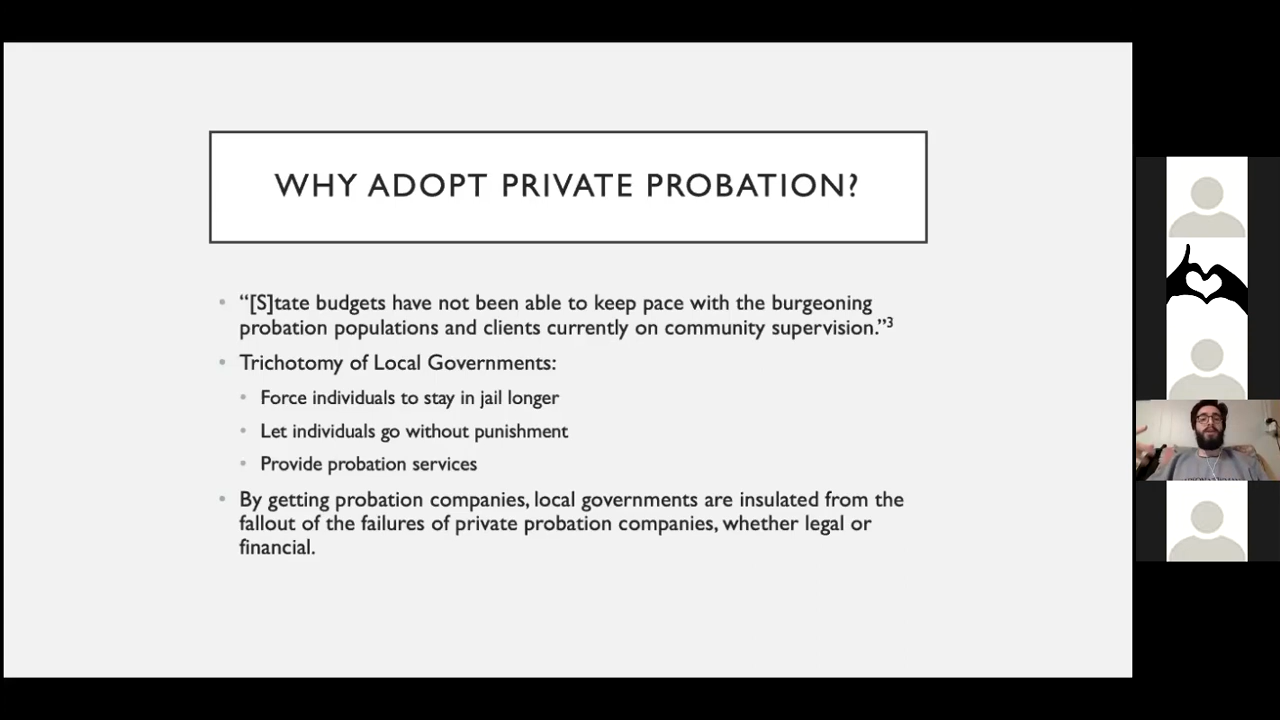 WHY ADOPT PRIVATE PROBATION?
• “[S]tate budgets have not been able to keep pace with the burgeoning
probation populations and clients currently on community supervision.”³
• Trichotomy of Local Governments:
• Force individuals to stay in jail longer
• Let individuals go without punishment
• Provide probation services
• By getting probation companies, local governments are insulated from the
fallout of the failures of private probation companies, whether legal or
financial.